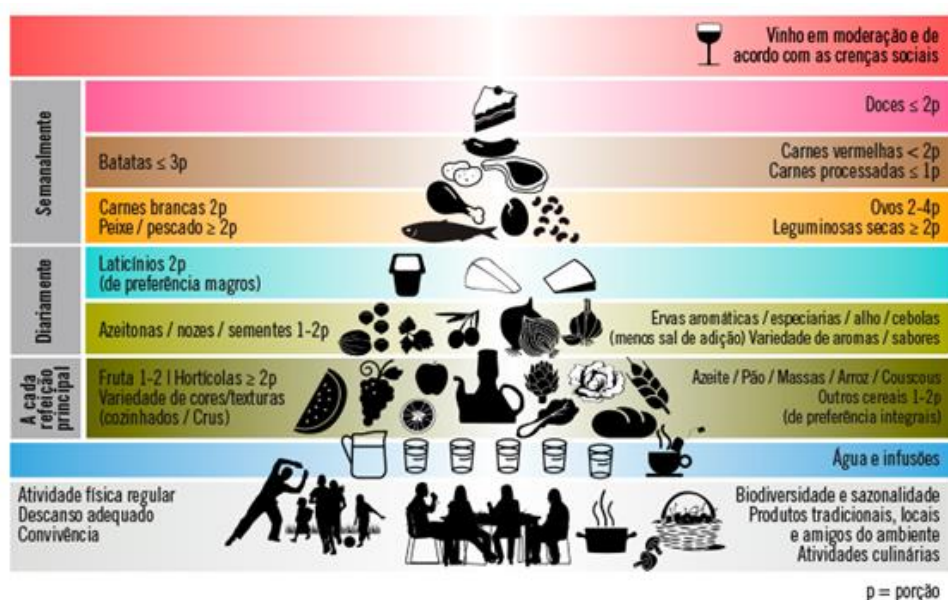 Vinho em moderação e de
acordo com as crenças sociais
Semanalmente
Doces ≤ 2p
Batatas ≤ 3p
Carnes vermelhas < 2p
Carnes processadas ≤ 1p
Carnes brancas 2p
Peixe / pescado ≥ 2p
Ovos 2-4p
Leguminosas secas ≥ 2p
Diariamente
Laticínios 2p
(de preferência magros)
Azeitonas / nozes / sementes 1-2p
Ervas aromáticas / especiarias / alho / cebolas
(menos sal de adição) Variedade de aromas / sabores
A cada
refeição
principal
Fruta 1-2 | Hortícolas ≥ 2p
Variedade de cores/texturas
(cozinhados / Crus)
Azeite / Pão / Massas / Arroz / Couscous
Outros cereais 1-2p
(de preferência integrais)
Água e infusões
Atividade física regular
Descanso adequado
Convivência
Biodiversidade e sazonalidade
Produtos tradicionais, locais
e amigos do ambiente
Atividades culinárias
p = porção